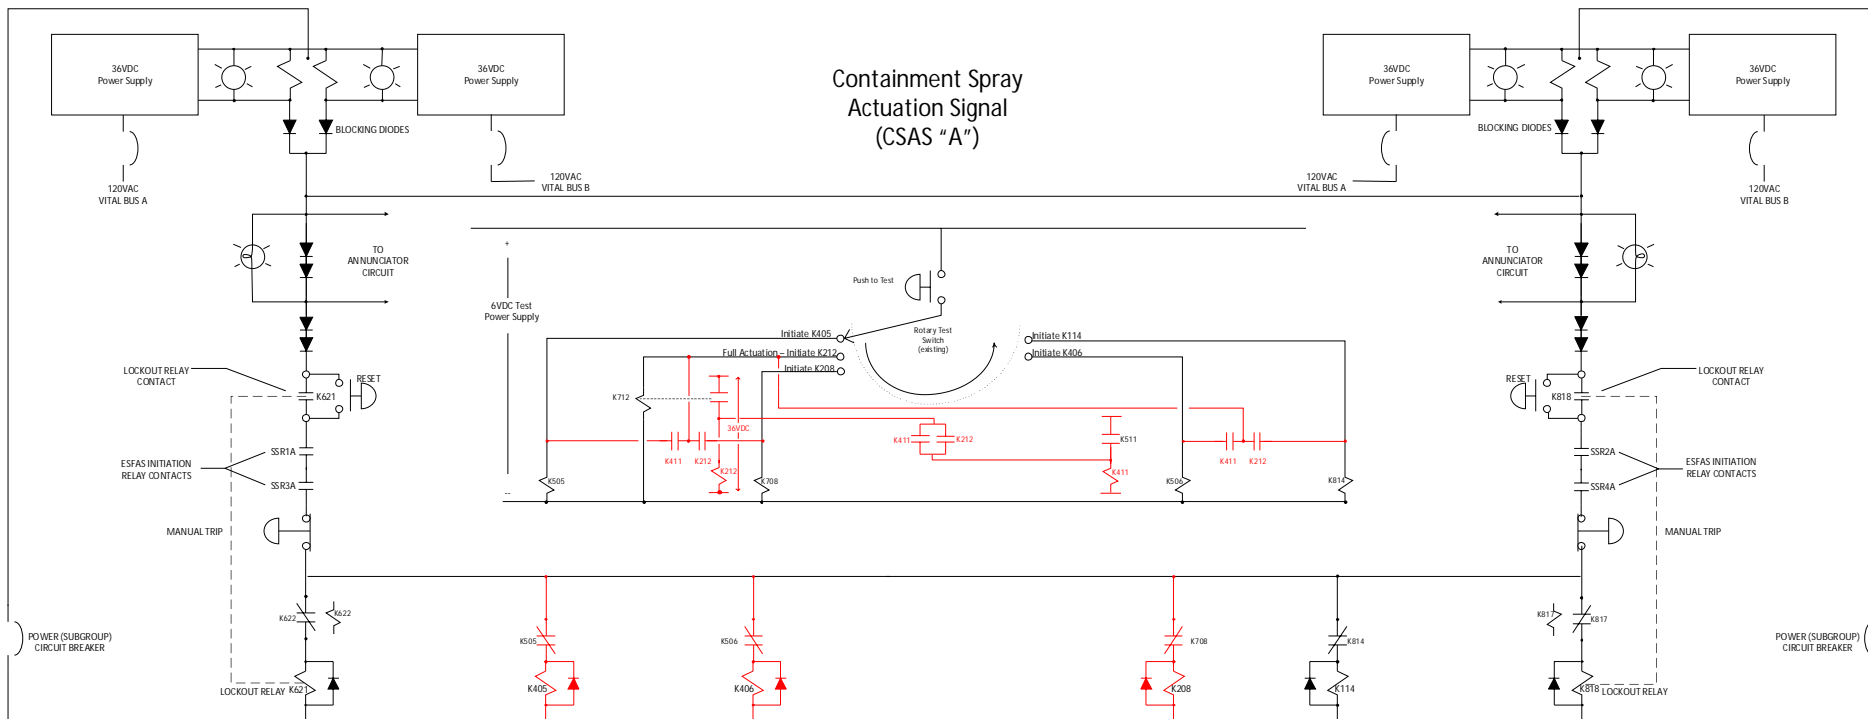 36VDC
Power Supply
36VDC
Power Supply
Containment Spray
Actuation Signal
(CSAS “A”)
36VDC
Power Supply
36VDC
Power Supply
BLOCKING DIODES
BLOCKING DIODES
120VAC
VITAL BUS A
120VAC
VITAL BUS B
120VAC
VITAL BUS A
120VAC
VITAL BUS B
TO
ANNUNCIATOR
CIRCUIT
+
6VDC Test
Power Supply
--
Push to Test
TO
ANNUNCIATOR
CIRCUIT
Initiate K405
Full Actuation – Initiate K212
Initiate K208
Rotary Test
Switch
(existing)
Initiate K114
Initiate K406
LOCKOUT RELAY
CONTACT
RESET
K621
K712
36VDC
K411
K212
K212
K411
K212
K511
K411
K411
K212
RESET
K818
LOCKOUT RELAY
CONTACT
ESFAS INITIATION
RELAY CONTACTS
SSR1A
SSR3A
K505
K708
K506
K814
SSR2A
SSR4A
ESFAS INITIATION
RELAY CONTACTS
MANUAL TRIP
MANUAL TRIP
K622
K622
K505
K506
K708
K814
K817
K817
POWER (SUBGROUP)
CIRCUIT BREAKER
POWER (SUBGROUP)
CIRCUIT BREAKER
LOCKOUT RELAY
K621
K405
K406
K208
K114
K818
LOCKOUT RELAY